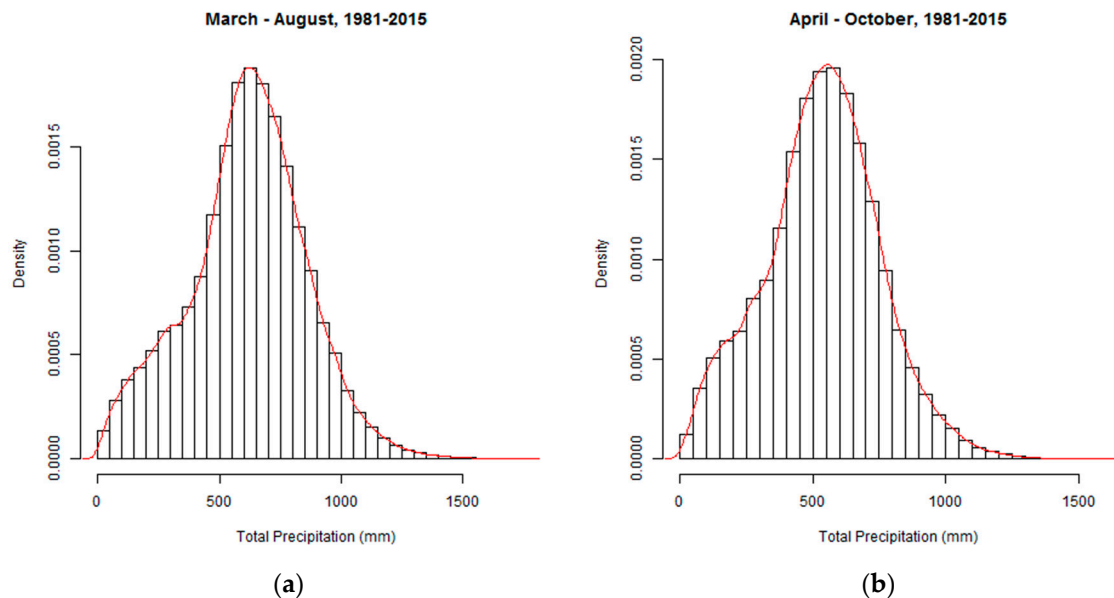 March - August, 1981-2015
Density
0.0015
0.0010
0.0005
0.0000
0 500 1000 1500
Total Precipitation (mm)
(a)
April - October, 1981-2015
Density
0.0020
0.0015
0.0010
0.0005
0.0000
0 500 1000 1500
Total Precipitation (mm)
(b)